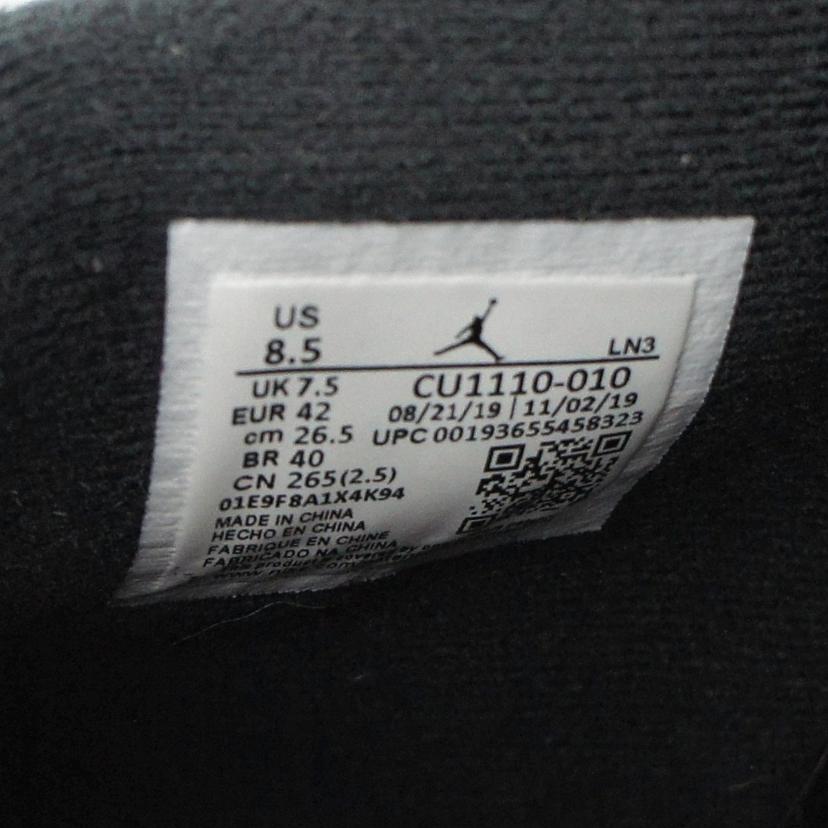 US
8.5
LN3
UK 7.5
CU1110-010
EUR 42
08/21/19 | 11/02/19
cm 26.5
UPC 00193655458323
BR 40
CN 265(2.5)
01E9F8A1X4K94
MADE IN CHINA
HECHO EN CHINA
FABRIQUE EN CHINE
FABRICADO NA CHINA